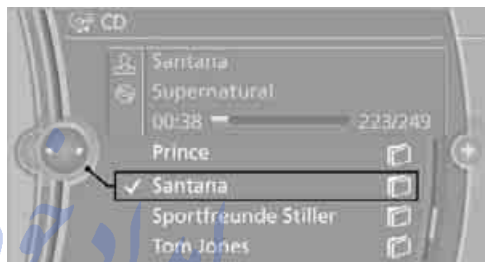 CD
Santana
Supernatural
00:38 223/249
Prince
Santana
Sportfreunde Stiller
Tom Jones